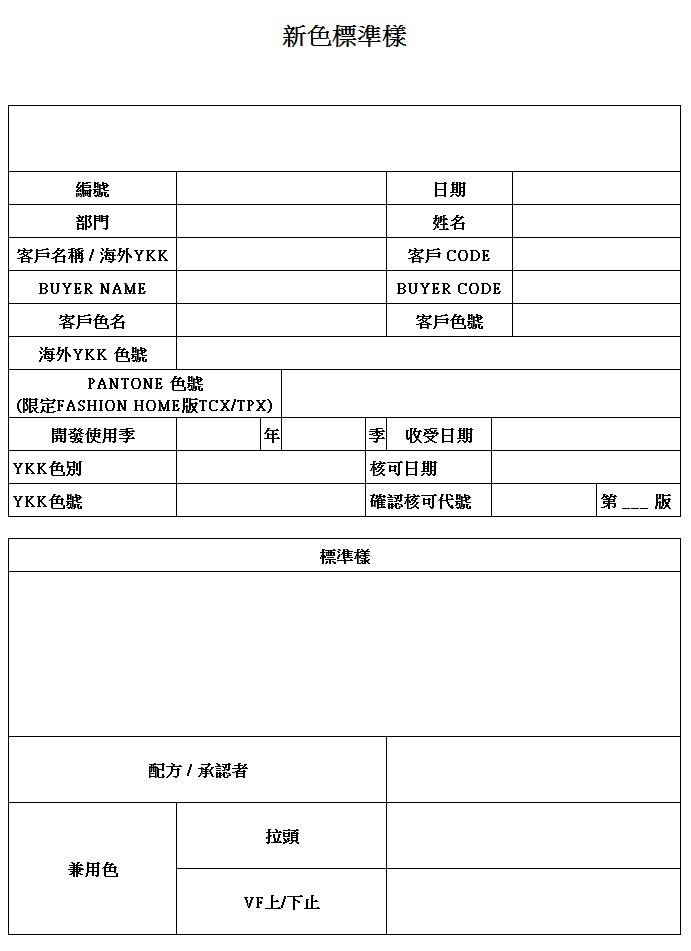 新色標準樣
編號 日期
部門 姓名
客戶名稱 / 海外YKK 客戶 CODE
BUYER NAME BUYER CODE
客戶色名 客戶色號
海外YKK 色號
PANTONE 色號
(限定FASHION HOME版TCX/TPX)
開發使用季 年 季 收受日期
YKK色別 核可日期
YKK色號 確認核可代號 第 ___ 版
標準樣
配方 / 承認者
拉頭
兼用色
VF上/下止